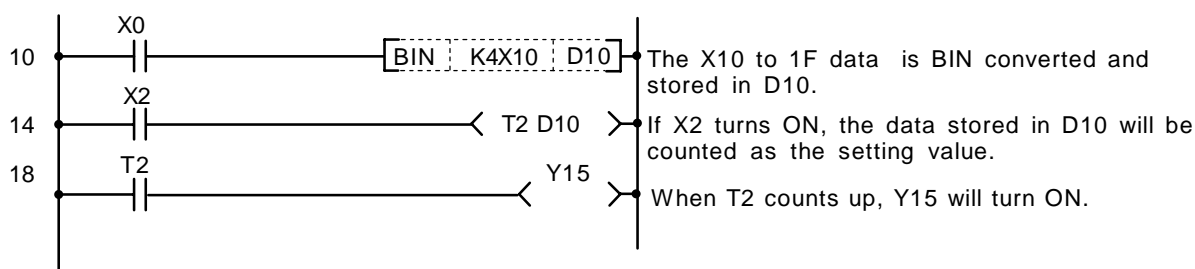 X0
10 BIN K4X10 D10 The X10 to 1F data is BIN converted and
stored in D10.
X2
14 T2 D10 If X2 turns ON, the data stored in D10 will be
counted as the setting value.
T2
18 Y15
When T2 counts up, Y15 will turn ON.